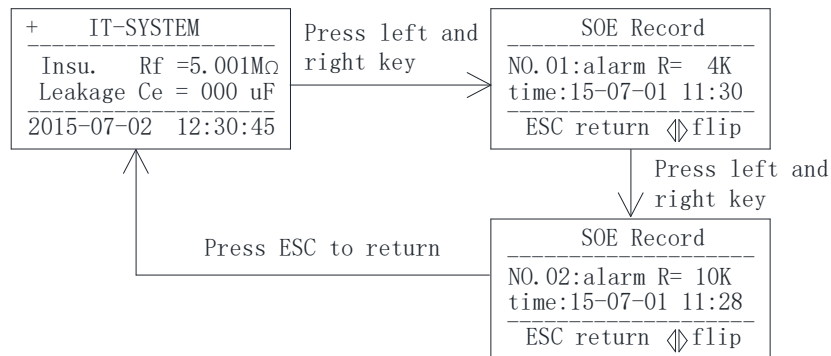 + IT-SYSTEM
Insu. Rf =5.001MΩ
Leakage Ce = 000 uF
2015-07-02 12:30:45
Press left and
right key
SOE Record
NO.01:alarm R= 4K
time:15-07-01 11:30
ESC return ◁▷flip
Press left and
right key
SOE Record
NO.02:alarm R= 10K
time:15-07-01 11:28
ESC return ◁▷flip
Press ESC to return